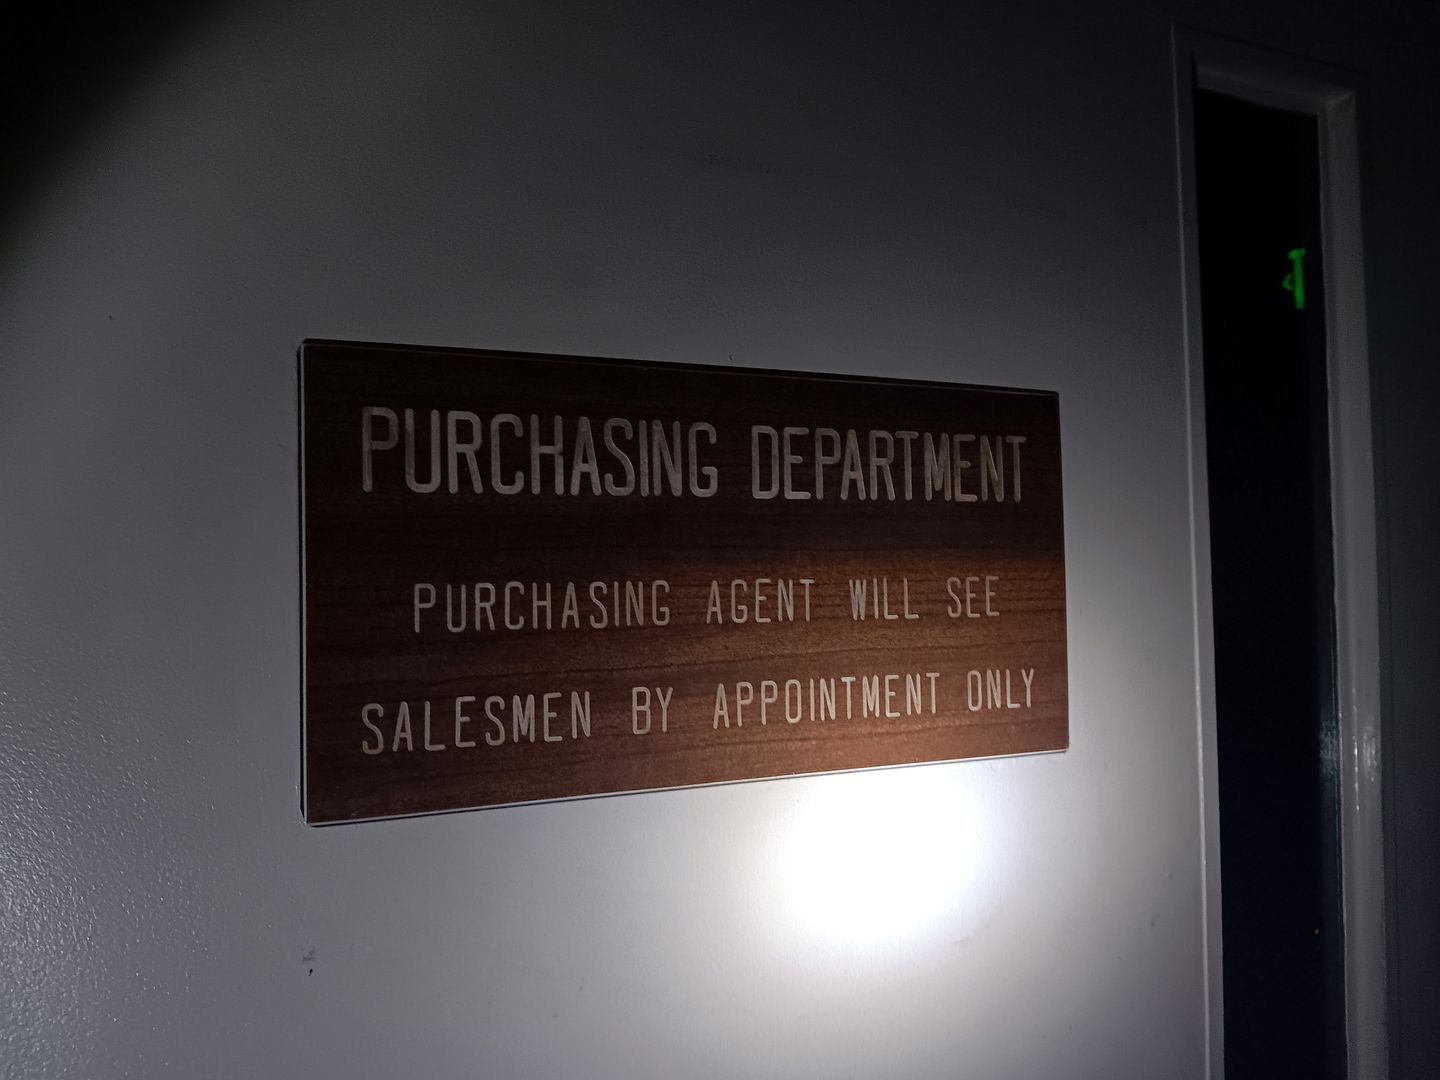 PURCHASING DEPARTMENT
PURCHASING AGENT WILL SEE
SALESMEN BY APPOINTMENT ONLY